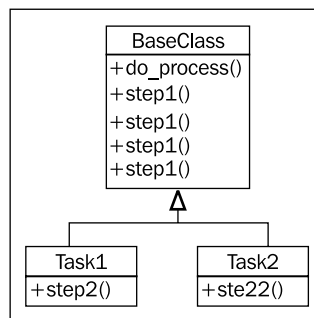 BaseClass
+do_process()
+step1()
+step1()
+step1()
+step1()
Task1
+step2()
Task2
+ste22()